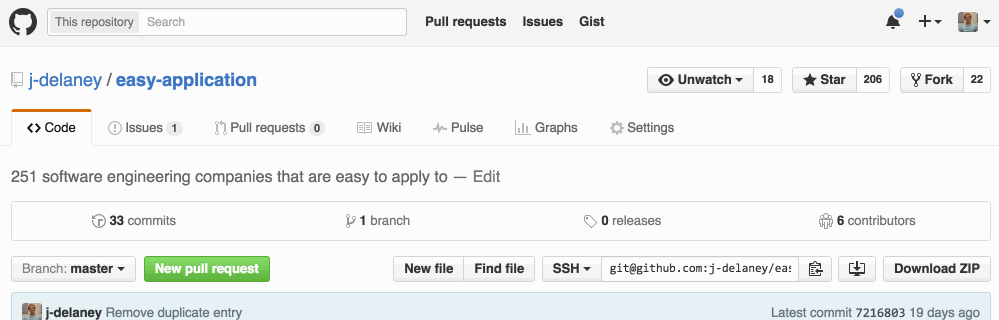 This repository Search Pull requests Issues Gist
j-delaney / easy-application Unwatch 18 Star 206 Fork 22
Code Issues 1 Pull requests 0 Wiki Pulse Graphs Settings
251 software engineering companies that are easy to apply to — Edit
33 commits 1 branch 0 releases 6 contributors
Branch: master New pull request New file Find file SSH git@github.com:j-delaney/eas Download ZIP
j-delaney Remove duplicate entry Latest commit 7216803 19 days ago